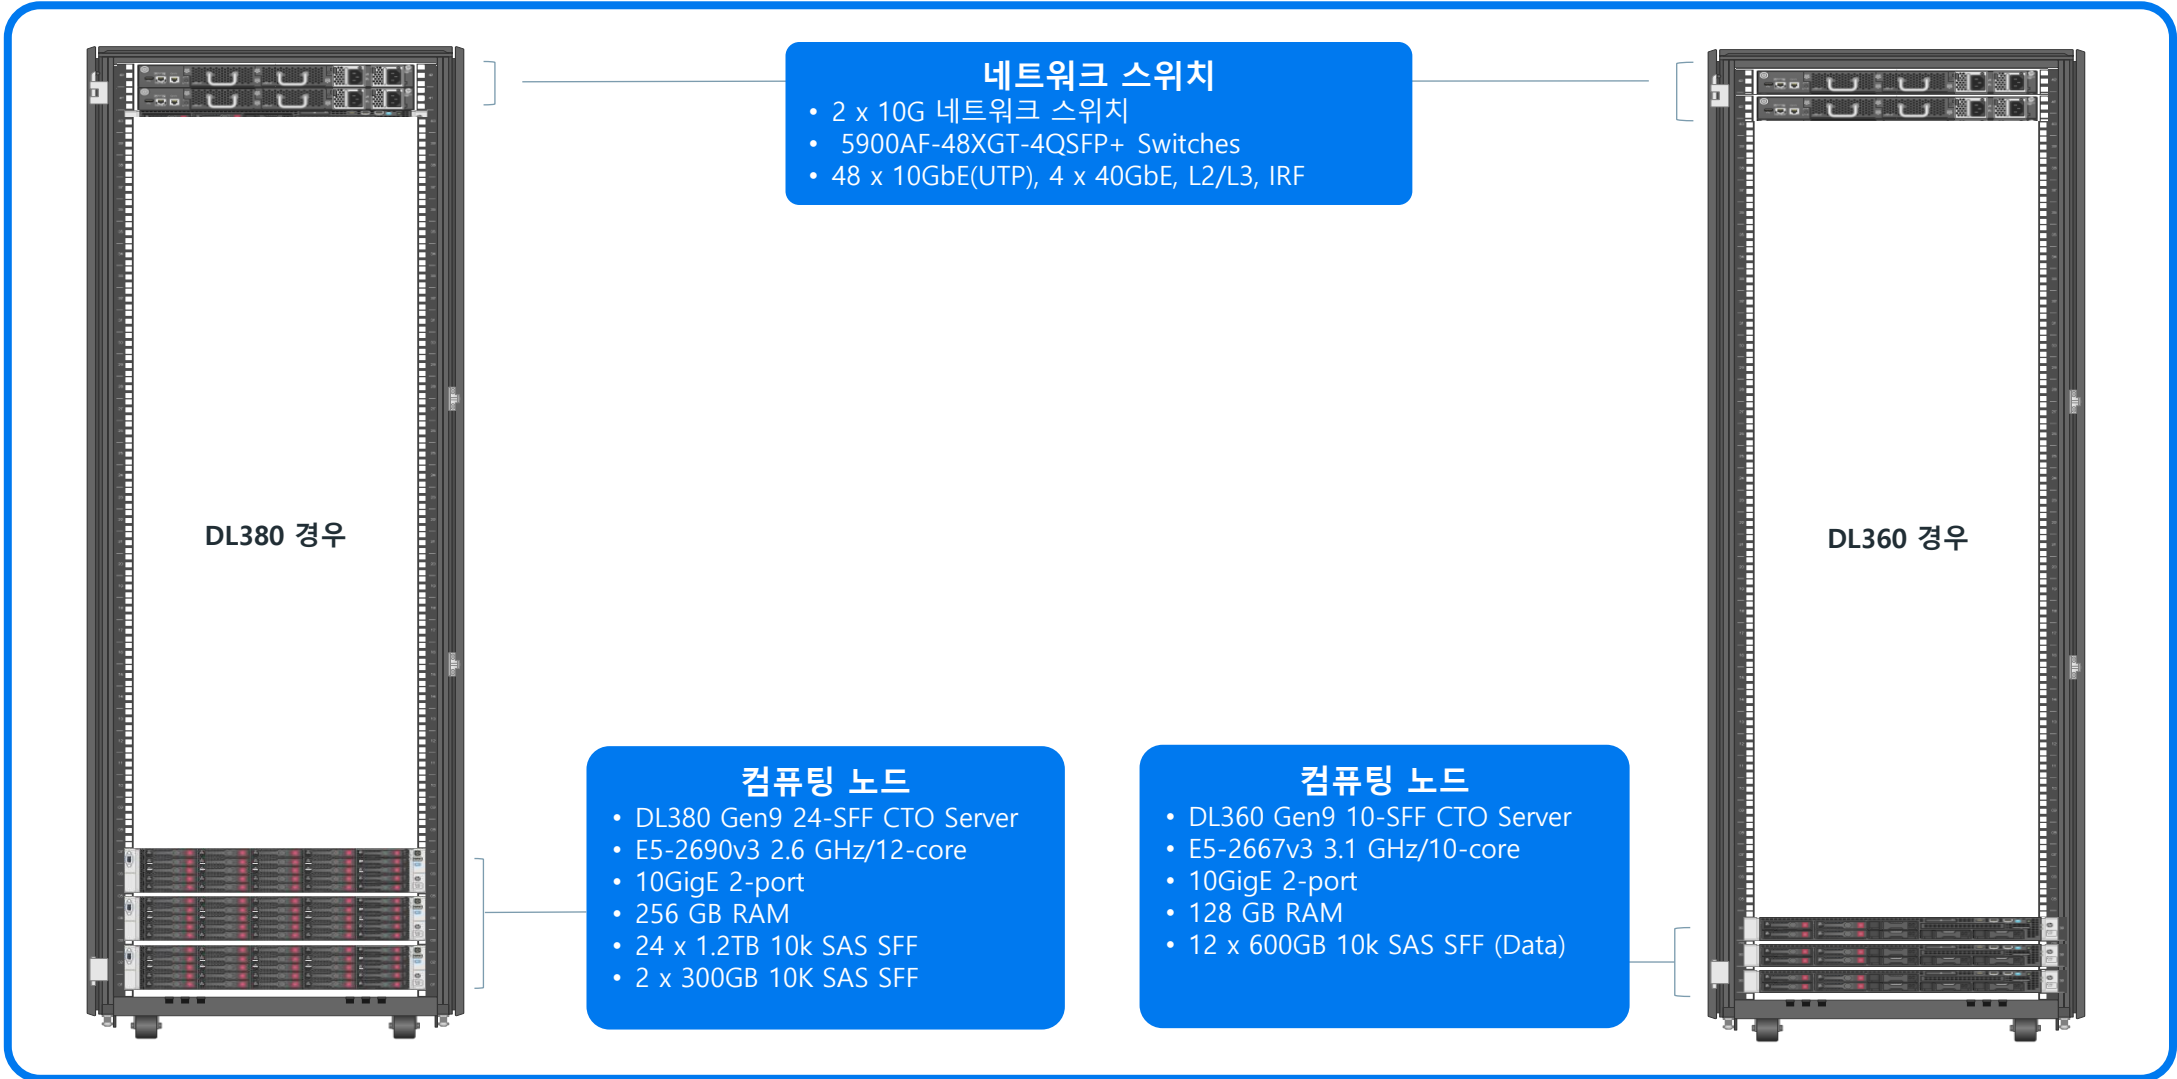 네트워크 스위치
• 2 x 10G 네트워크 스위치
• 5900AF-48XGT-4QSFP+ Switches
• 48 x 10GbE(UTP), 4 x 40GbE, L2/L3, IRF
DL380 경우
DL360 경우
컴퓨팅 노드
• DL380 Gen9 24-SFF CTO Server
• E5-2690v3 2.6 GHz/12-core
• 10GigE 2-port
• 256 GB RAM
• 24 x 1.2TB 10k SAS SFF
• 2 x 300GB 10K SAS SFF
컴퓨팅 노드
• DL360 Gen9 10-SFF CTO Server
• E5-2667v3 3.1 GHz/10-core
• 10GigE 2-port
• 128 GB RAM
• 12 x 600GB 10k SAS SFF (Data)